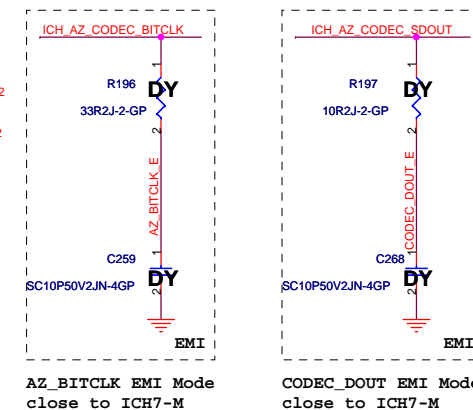 ICH_AZ_CODEC_BITCLK
2
2
1
R196
DY
33R2J-2-GP
2
AZ_BITCLK_E
C259
1
DY
SC10P50V2JN-4GP
2
EMI
AZ_BITCLK EMI Mode
close to ICH7-M
ICH_AZ_CODEC_SDOUT
1
R197
DY
10R2J-2-GP
2
CODEC_DOUT_E
C268
1
DY
SC10P50V2JN-4GP
2
EMI
CODEC_DOUT EMI Mode
close to ICH7-M